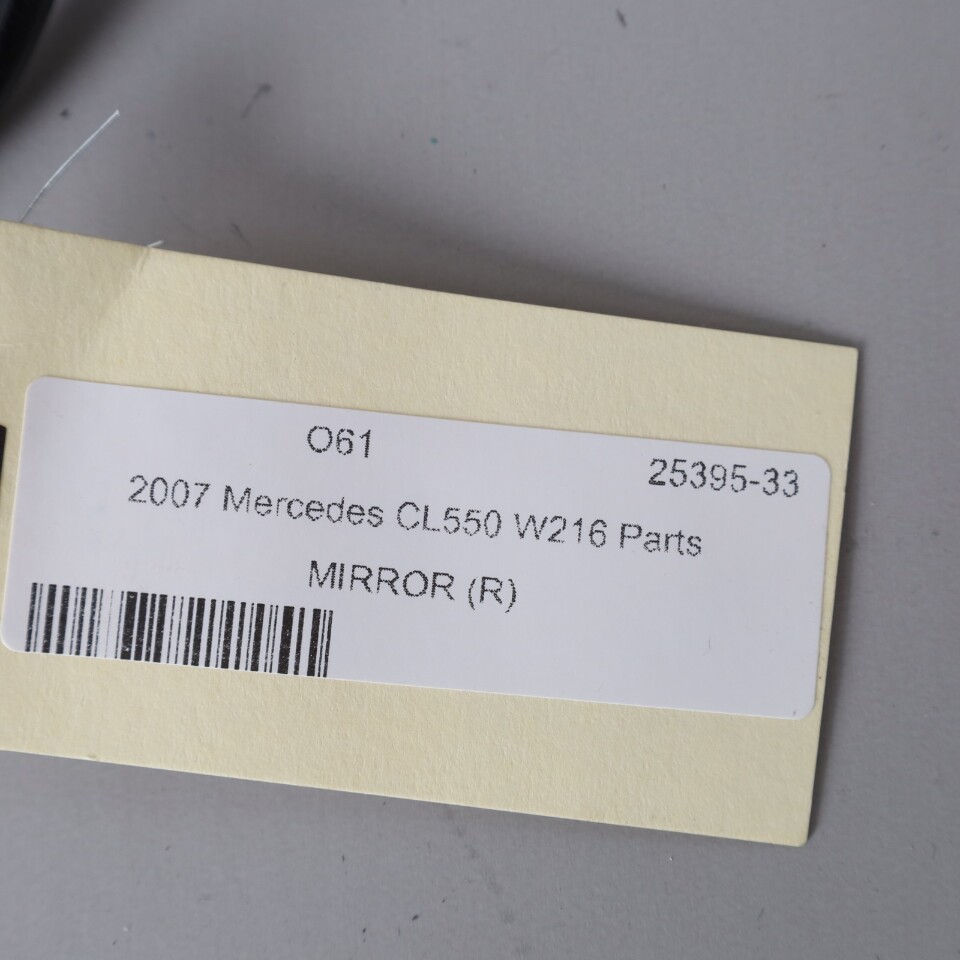 O61
25395-33
2007 Mercedes CL550 W216 Parts
MIRROR (R)